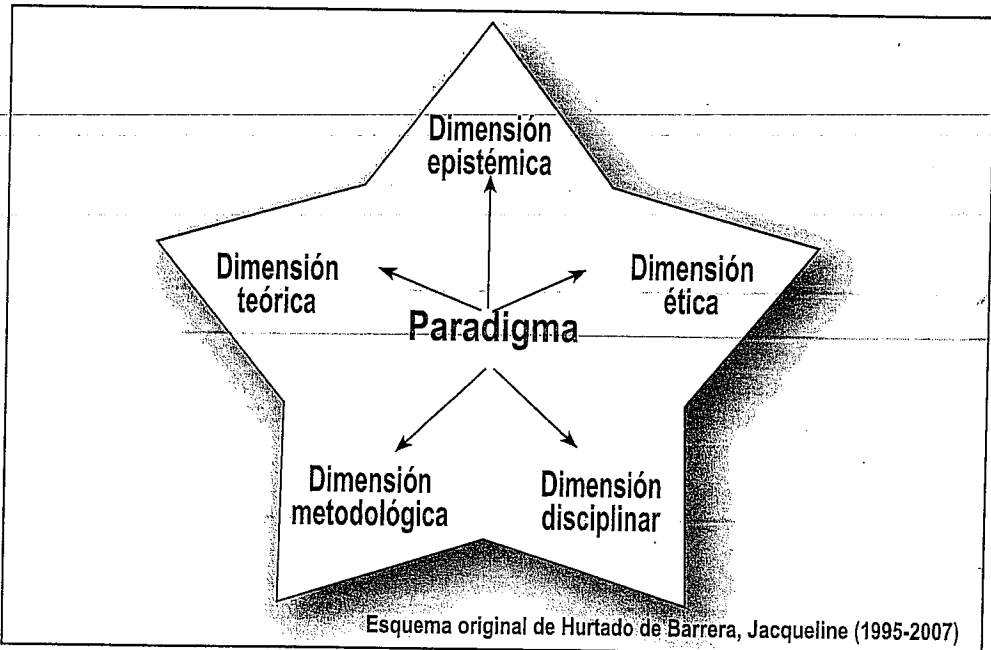 Dimensión
epistémica
Dimensión
teórica
Dimensión
ética
Paradigma
Dimensión
metodológica
Dimensión
disciplinar
Esquema original de Hurtado de Barrera, Jacqueline (1995-2007)